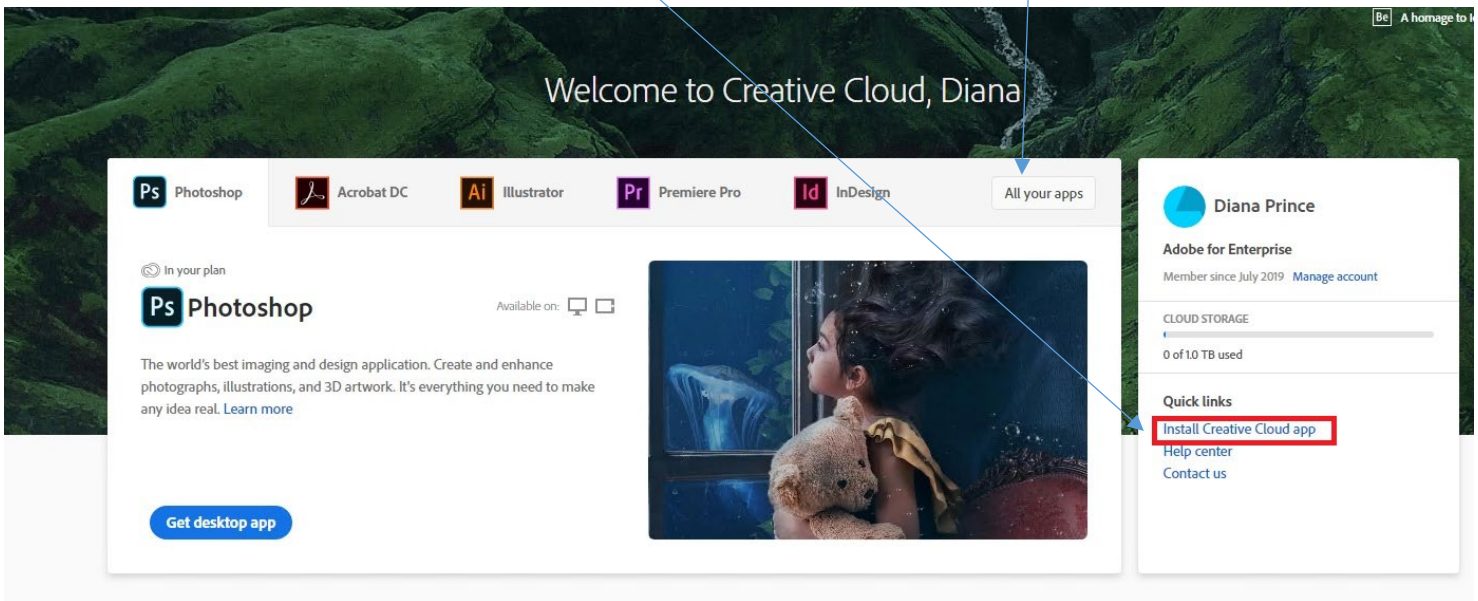 Be A homage to
Welcome to Creative Cloud, Diana
Ps Photoshop
Acrobat DC
Ai Illustrator
Pr Premiere Pro
Id InDesign
All your apps
In your plan
Ps Photoshop
Available on:
The world's best imaging and design application. Create and enhance
photographs, illustrations, and 3D artwork. It's everything you need to make
any idea real. Learn more
Get desktop app
Diana Prince
Adobe for Enterprise
Member since July 2019 Manage account
CLOUD STORAGE
0 of 1.0 TB used
Quick links
Install Creative Cloud app
Help center
Contact us